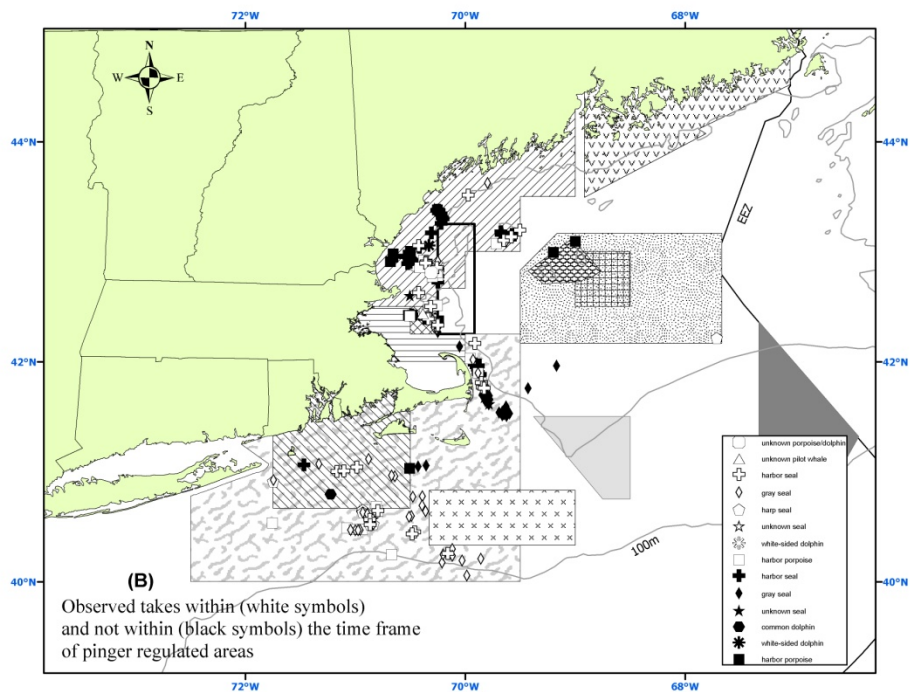 72°W 70°W 68°W
N
W E
S
44°N 44°N
EEZ
42°N 42°N
unknown porpoise/dolphin
unknown pilot whale
harbor seal
gray seal
harp seal
unknown seal
white-sided dolphin
harbor porpoise
harbor seal
gray seal
unknown seal
common dolphin
white-sided dolphin
harbor porpoise
100m
40°N 40°N
(B)
Observed takes within (white symbols)
and not within (black symbols) the time frame
of pinger regulated areas
72°W 70°W 68°W